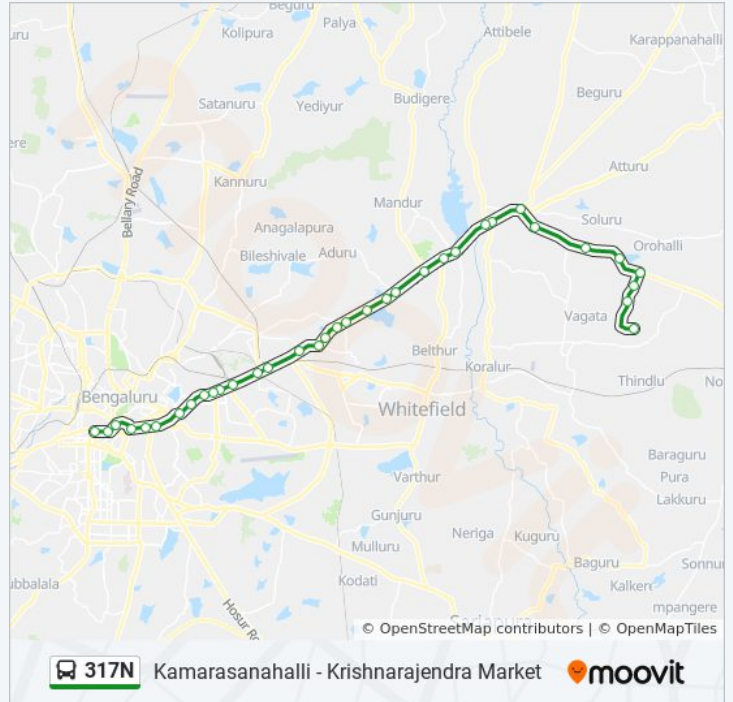 Beguru
Kolipura
Palya
Attibele
Karappanahalli
uru
Satanuru
Yediyur
Budigere
Beguru
ere
Atturu
Kannuru
Bellary Road
Mandur
Soluru
Anagalapura
Orohalli
Bileshivale
Aduru
Vagata
Belthur
Koralur
Bengaluru
Thindlu
No
Whitefield
Baraguru
Varthur
Pura
Lakkuru
Gunjuru
Neriga
Kuguru
Mulluru
Sonnu
Baguru
ubbalala
Kodati
Kalker
mpangere
Hosur Ro
© OpenStreetMap contributors | © OpenMapTiles
317N Kamarasanahalli - Krishnarajendra Market moovit